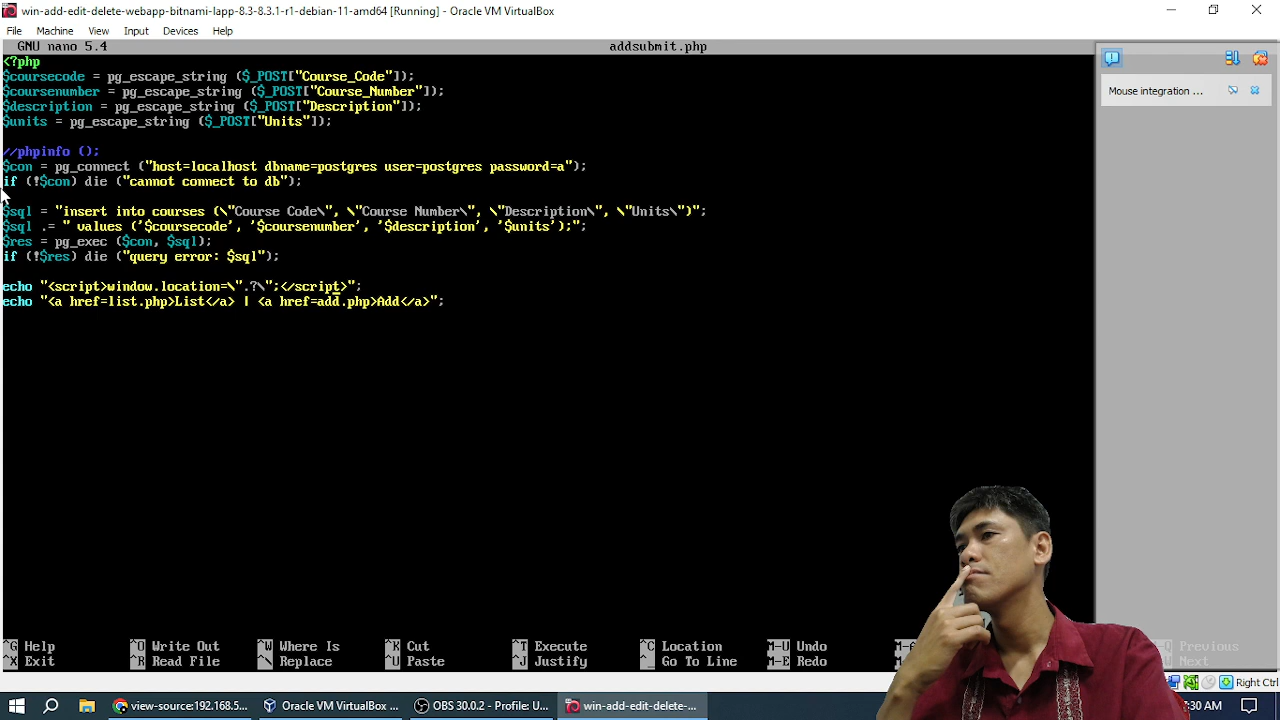 win-add-edit-delete-webapp-bitnami-lapp-8.3-8.3.1-r1-debian-11-amd64 [Running] - Oracle VM VirtualBox
File Machine View Input Devices Help
GNU nano 5.4 addsubmit.php
<?php
$coursecode = pg_escape_string ($_POST["Course_Code"]);
$coursenumber = pg_escape_string ($_POST["Course_Number"]);
$description = pg_escape_string ($_POST["Description"]);
$units = pg_escape_string ($_POST["Units"]);
//phpinfo ();
$con = pg_connect ("host=localhost dbname=postgres user=postgres password=a");
if (!$con) die ("cannot connect to db");
$sql = "insert into courses (\"Course Code\", \"Course Number\", \"Description\", \"Units\")";
$sql .= " values ('$coursecode', '$coursenumber', '$description', '$units');";
$res = pg_exec ($con, $sql);
if (!$res) die ("query error: $sql");
echo "<script>window.location=\".?\";</script>";
echo "<a href=list.php>List</a> | <a href=add.php>Add</a>";
Mouse integration ...
^G Help ^O Write Out ^W Where Is ^K Cut ^T Execute ^C Location M-U Undo Previous
^X Exit ^R Read File ^\ Replace ^U Paste ^J Justify ^_ Go To Line M-E Redo Next
Right Ctrl
view-source:192.168.5... Oracle VM VirtualBox ... OBS 30.0.2 - Profile: U... win-add-edit-delete-... :30 AM